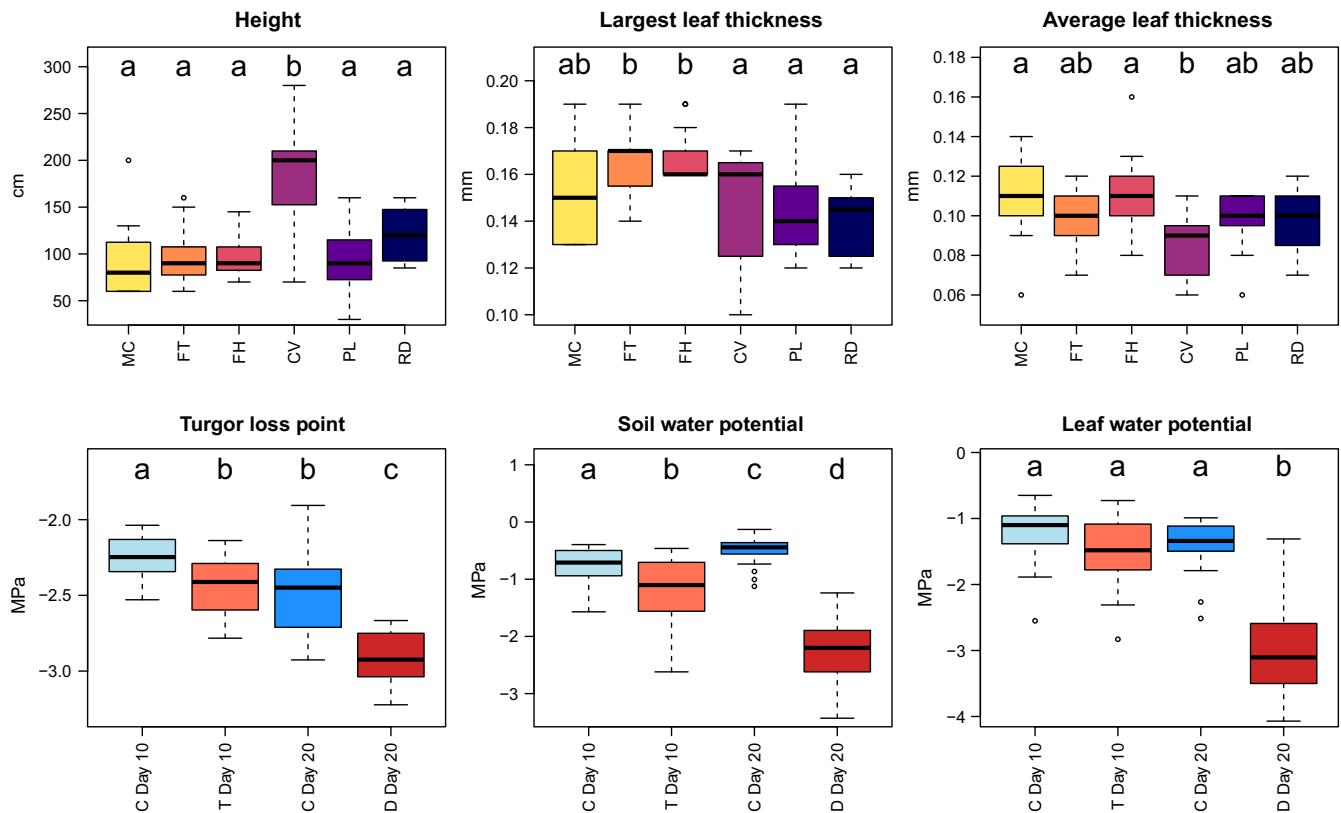 Height
cm
300
250
200
150
100
50
a a a b a a
MC FT FH CV PL RD
Largest leaf thickness
mm
0.20
0.18
0.16
0.14
0.12
0.10
ab b b a a a
MC FT FH CV PL RD
Average leaf thickness
mm
0.18
0.16
0.14
0.12
0.10
0.08
0.06
a ab a b ab ab
MC FT FH CV PL RD
Turgor loss point
MPa
−2.0
−2.5
−3.0
a b b c
C Day 10
T Day 10
C Day 20
D Day 20
Soil water potential
MPa
1
0
−1
−2
−3
a b c d
C Day 10
T Day 10
C Day 20
D Day 20
Leaf water potential
MPa
0
−1
−2
−3
−4
a a a b
C Day 10
T Day 10
C Day 20
D Day 20